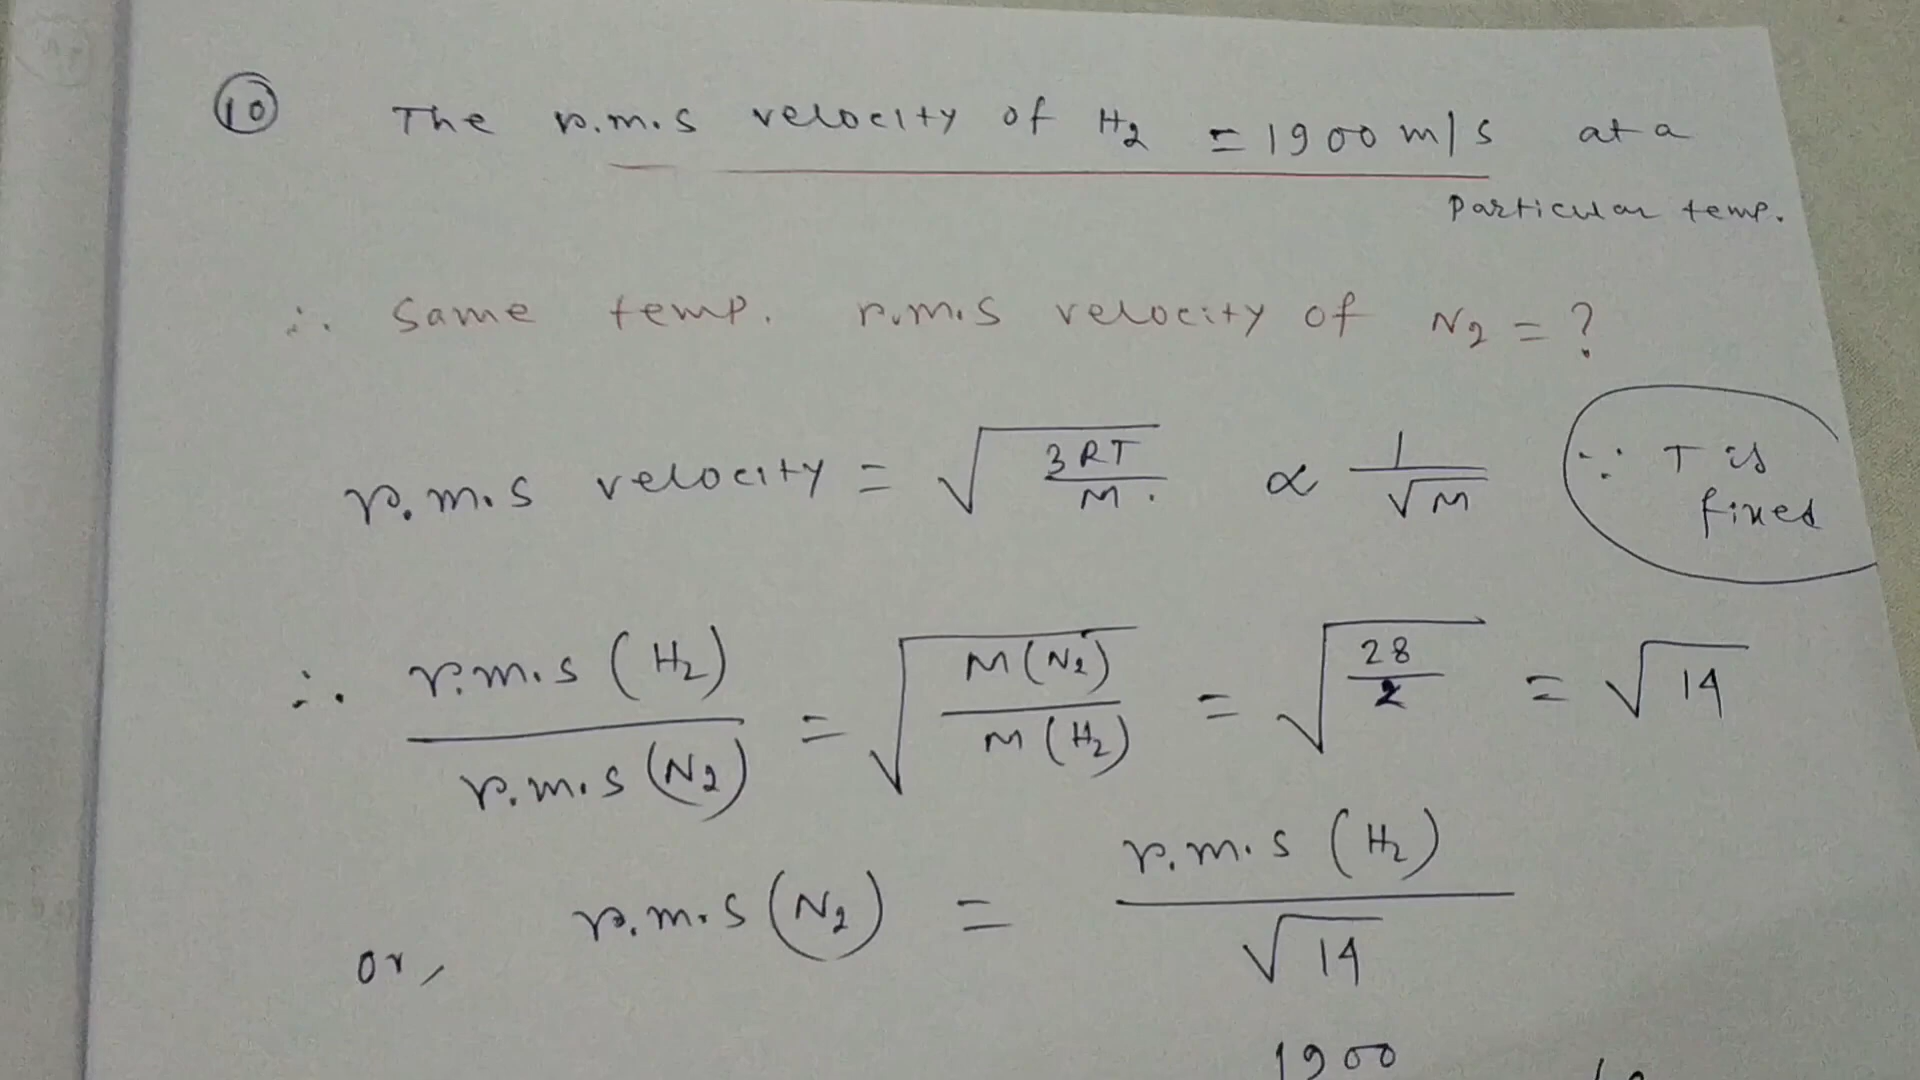 10 The r.m.s velocity of H₂ = 1900 m/s at a
Particular temp.
∴ Same temp. r.m.s velocity of N₂ = ?
r.m.s velocity = √(3RT/M.) ∝ 1/√M ∵ T is fixed
∴ r.m.s (H₂)/r.m.s (N₂) = √(M(N₂)/M(H₂)) = √(28/2) = √14
or, r.m.s (N₂) = r.m.s (H₂)/√14
1900